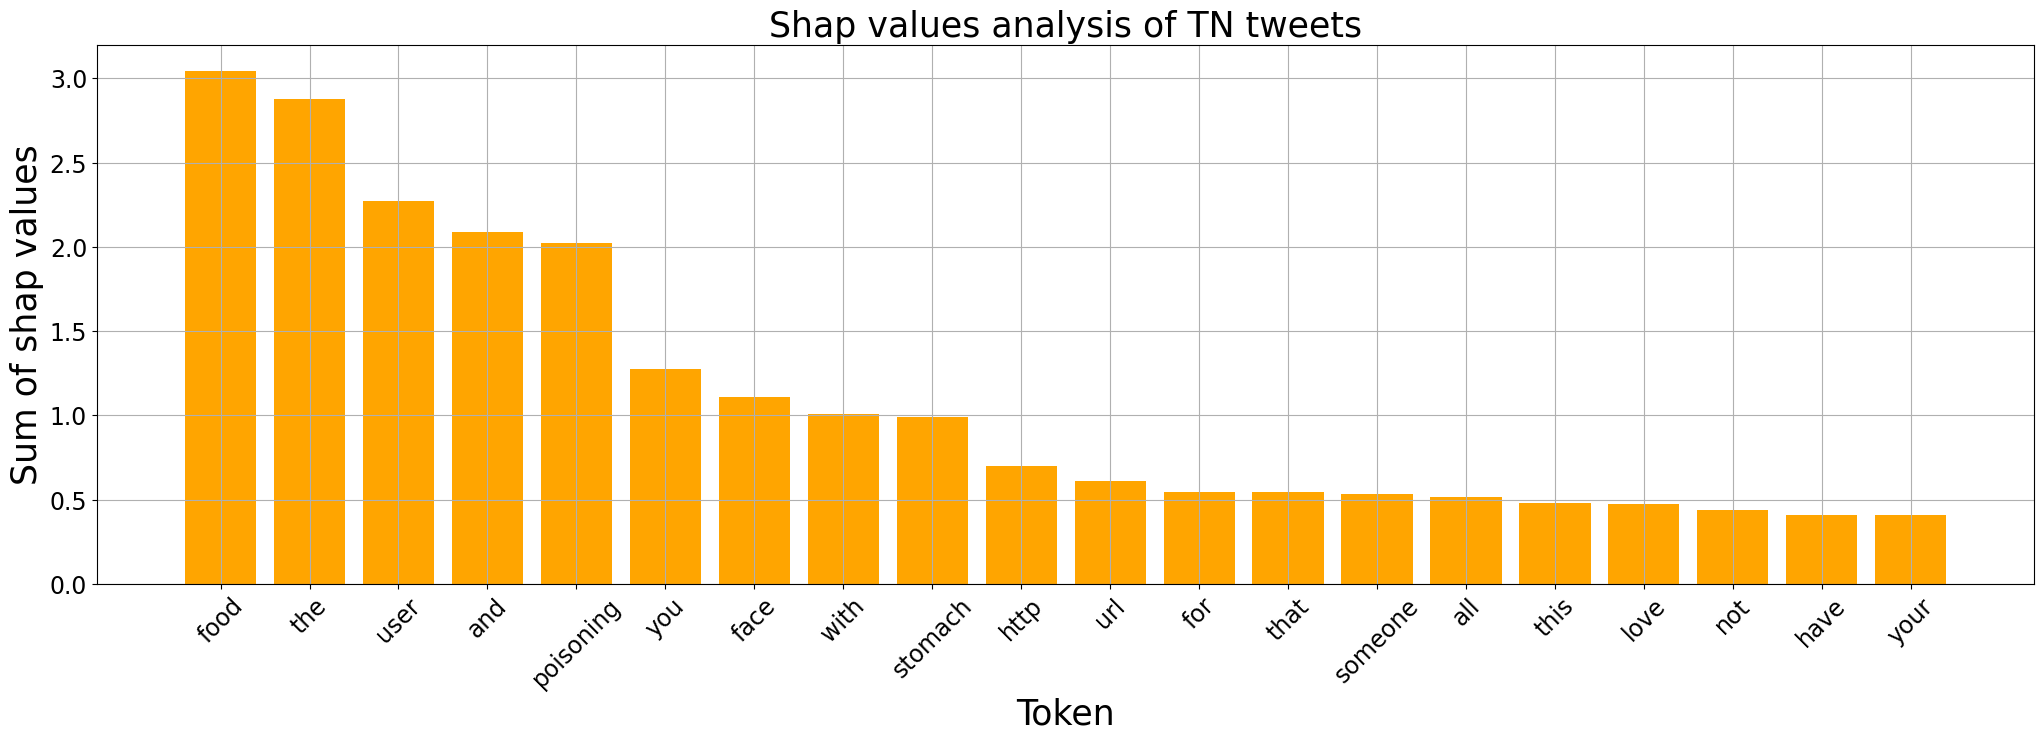 Shap values analysis of TN tweets
Sum of shap values
3.0
2.5
2.0
1.5
1.0
0.5
0.0
food
the
user
and
poisoning
you
face
with
stomach
http
url
for
that
someone
all
this
love
not
have
your
Token